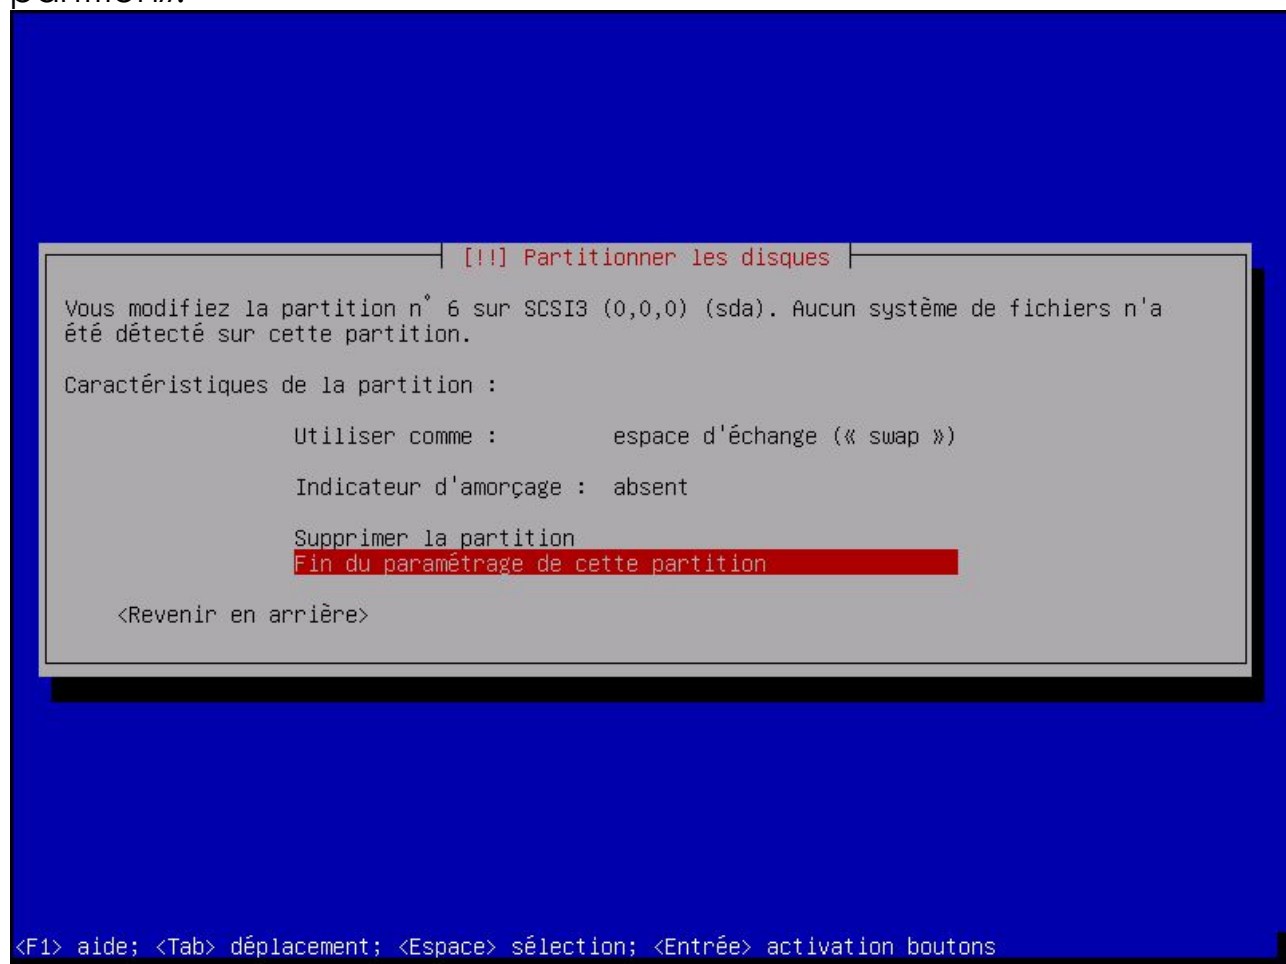 partition».
[!!] Partitionner les disques
Vous modifiez la partition n° 6 sur SCSI3 (0,0,0) (sda). Aucun système de fichiers n'a
été détecté sur cette partition.
Caractéristiques de la partition :
Utiliser comme : espace d'échange (« swap »)
Indicateur d'amorçage : absent
Supprimer la partition
Fin du paramétrage de cette partition
<Revenir en arrière>
<F1> aide; <Tab> déplacement; <Espace> sélection; <Entrée> activation boutons